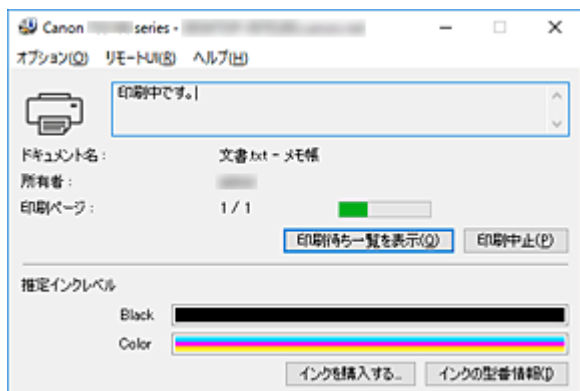 Canon series -
オプション(O) リモートUI(R) ヘルプ(H)
印刷中です。
ドキュメント名 : 文書.txt - メモ帳
所有者 :
印刷ページ : 1 / 1
印刷待ち一覧を表示(Q) 印刷中止(P)
推定インクレベル
Black
Color
インクを購入する... インクの型番情報(I)